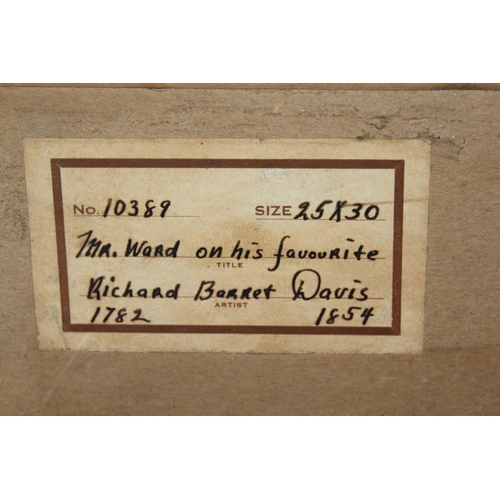 No. 10389 SIZE 25X30
Mr. Ward on his favourite
TITLE
Richard Barret Davis
ARTIST
1782 1854